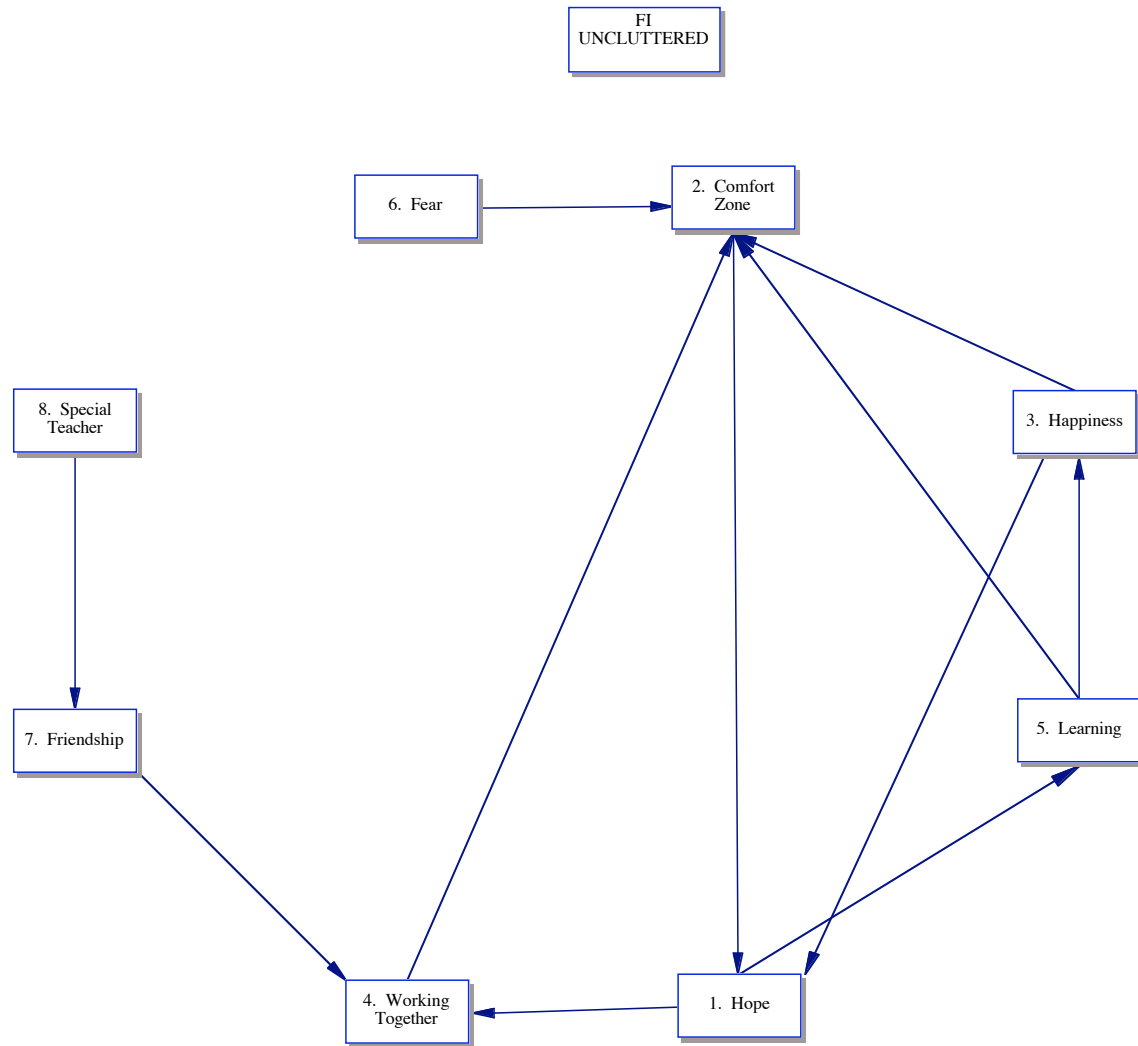 FI
UNCLUTTERED
6. Fear
2. Comfort
Zone
8. Special
Teacher
3. Happiness
7. Friendship
5. Learning
4. Working
Together
1. Hope